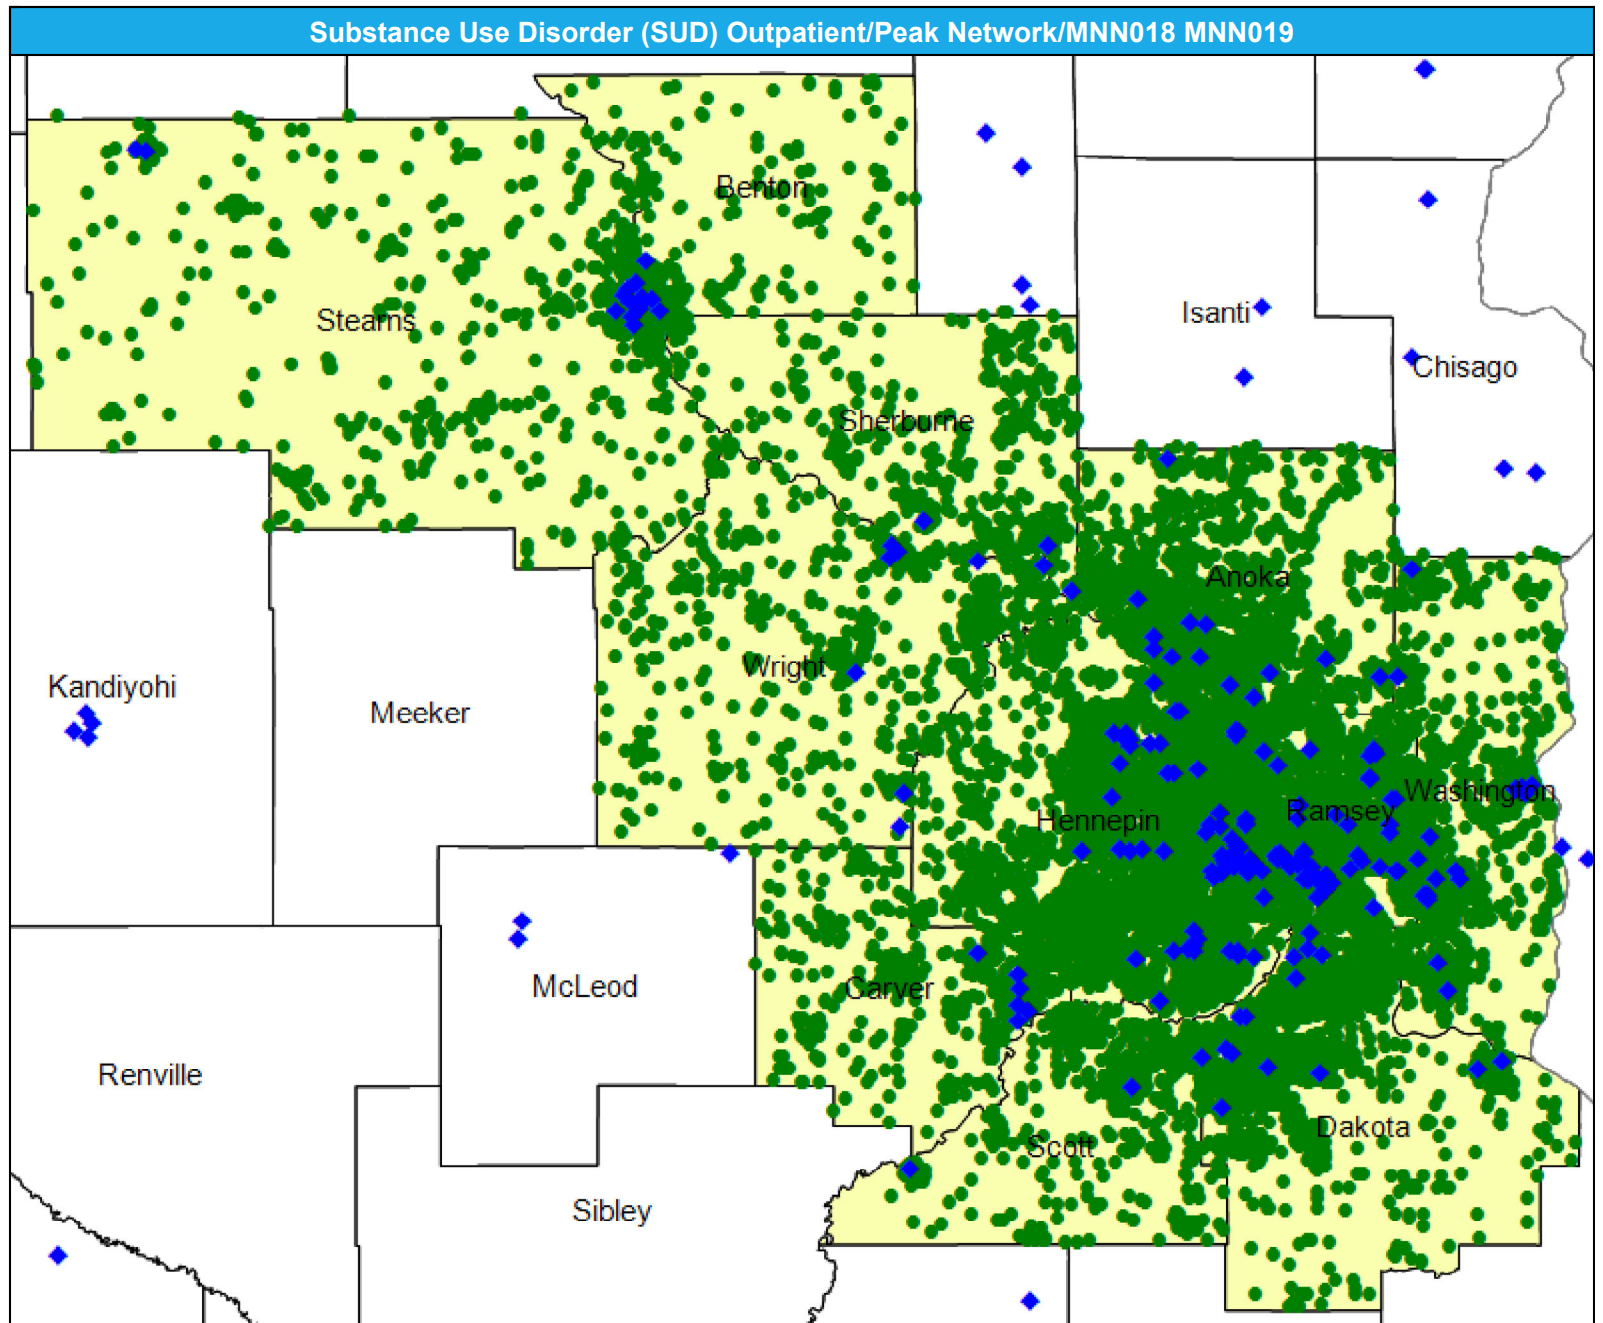 Substance Use Disorder (SUD) Outpatient/Peak Network/MNN018 MNN019
Benton
Stearns
Isanti
Chisago
Sherburne
Anoka
Wright
Kandiyohi
Meeker
Washington
Ramsey
Hennepin
McLeod
Carver
Renville
Dakota
Scott
Sibley